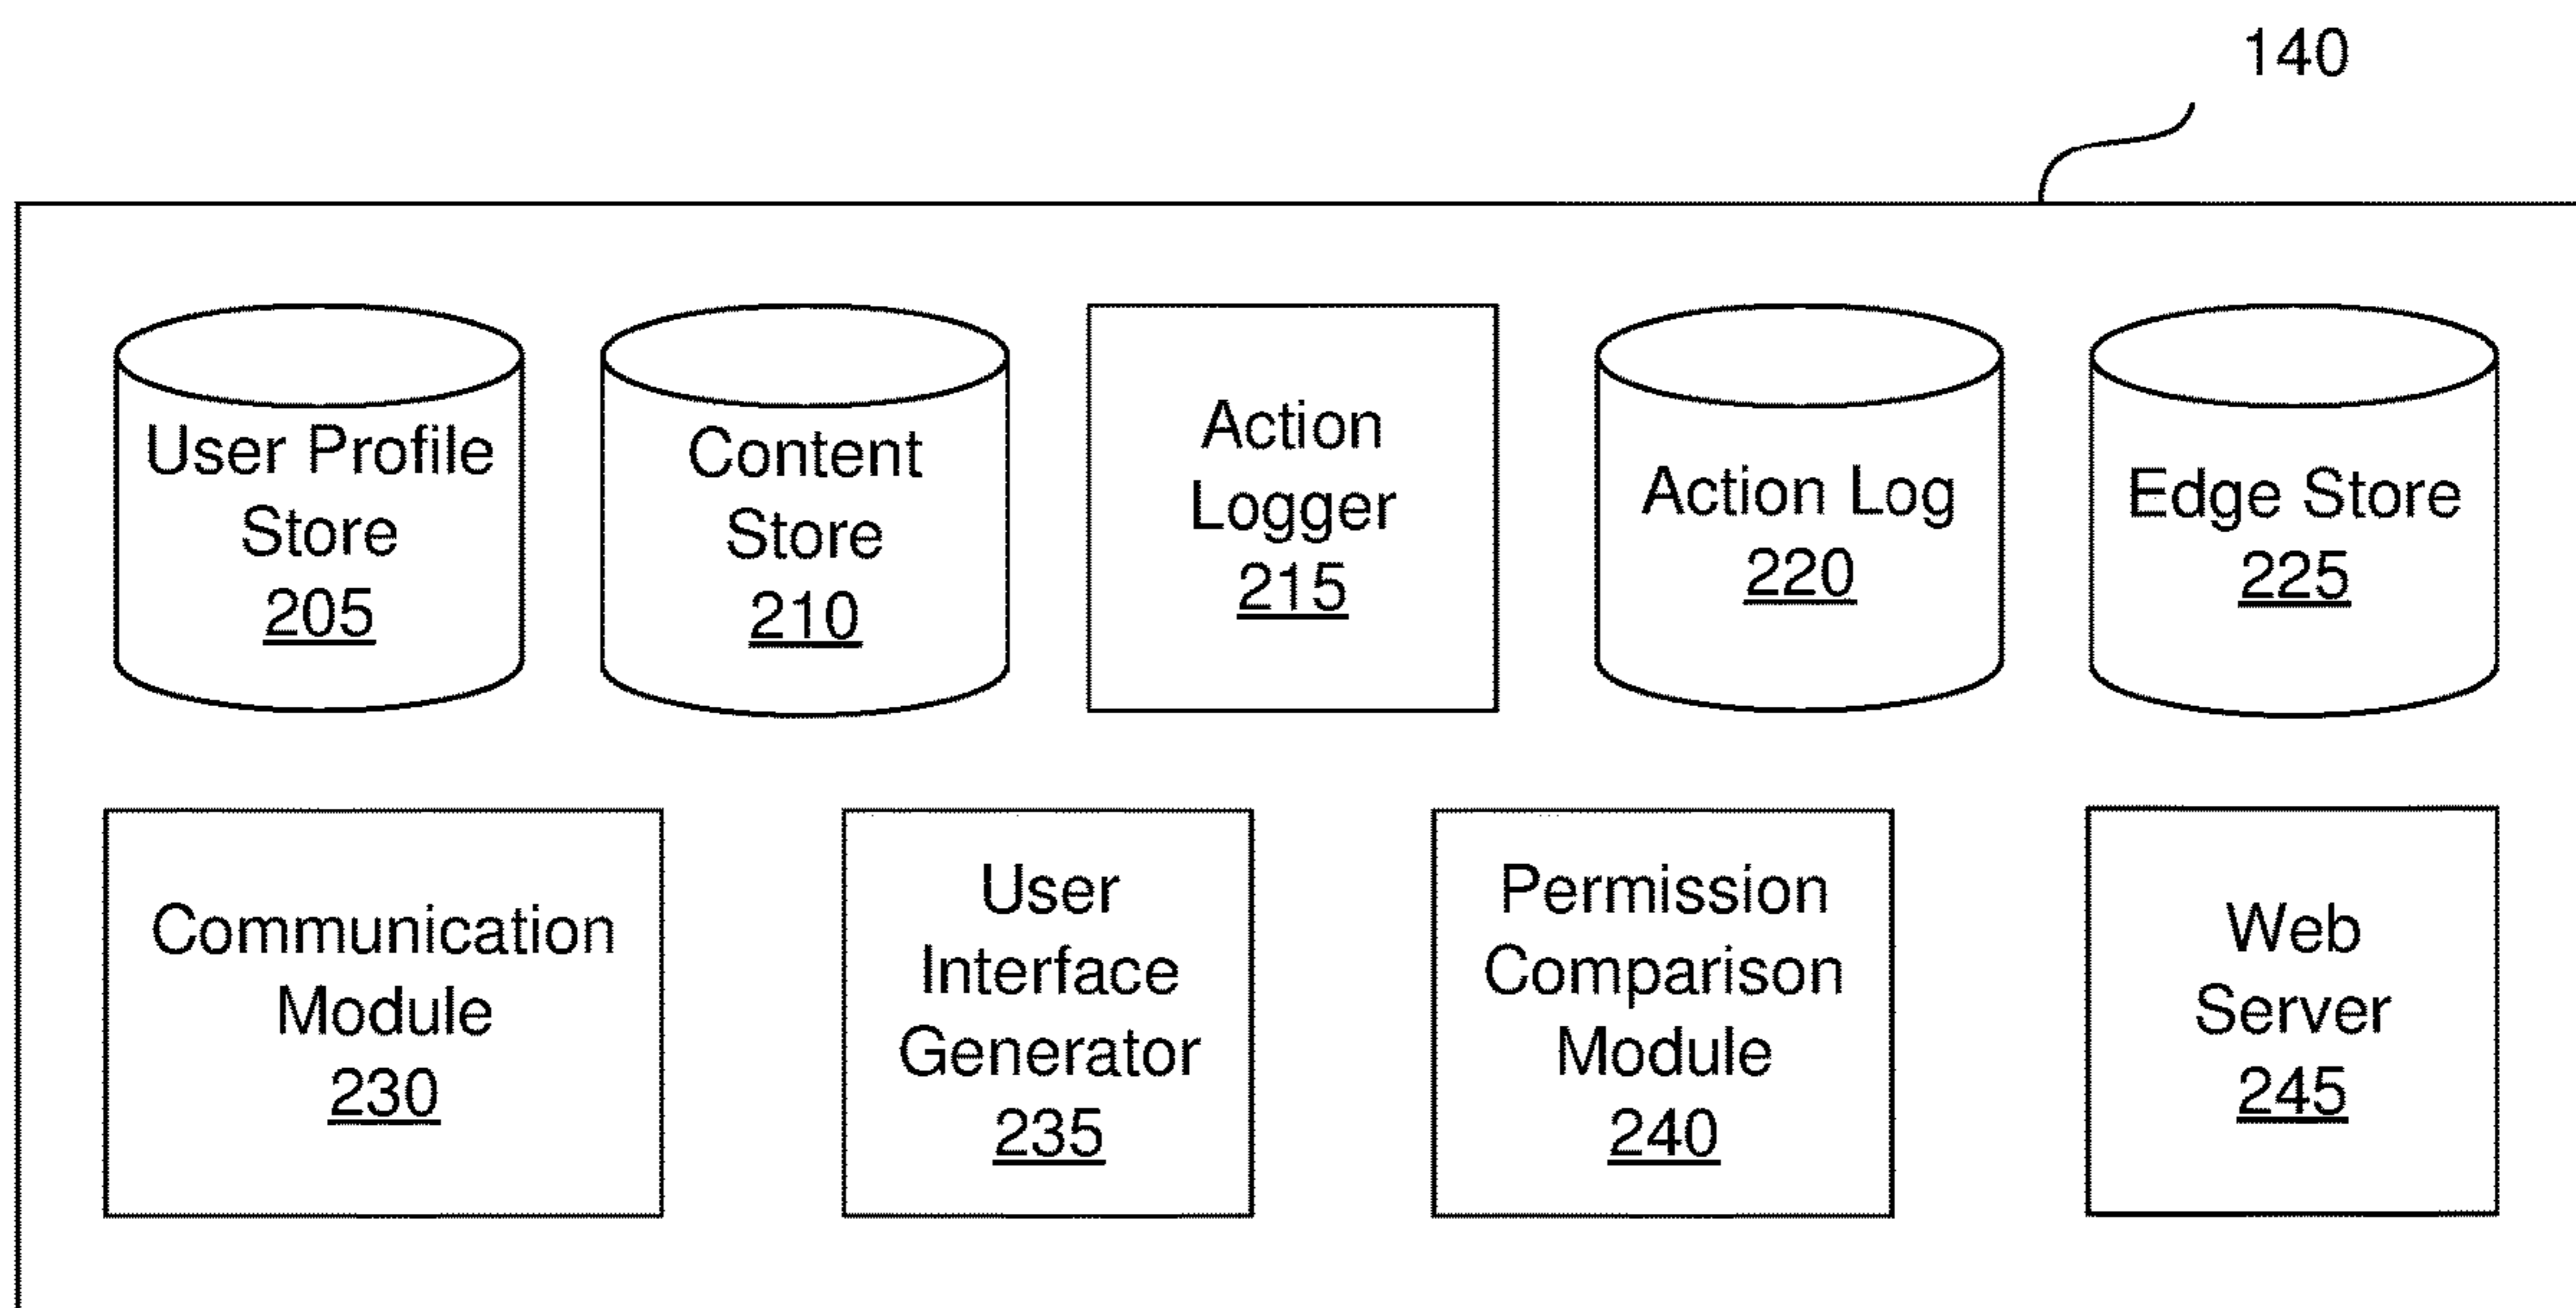 140
User Profile
Store
205
Content
Store
210
Action
Logger
215
Action Log
220
Edge Store
225
Communication
Module
230
User
Interface
Generator
235
Permission
Comparison
Module
240
Web
Server
245